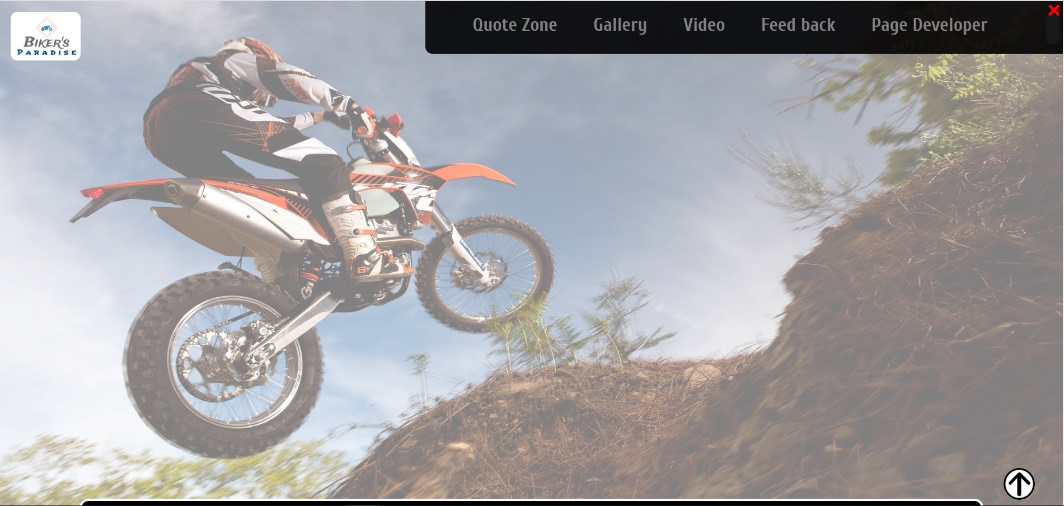 BIKER'S
PARADISE
Quote Zone Gallery Video Feed back Page Developer